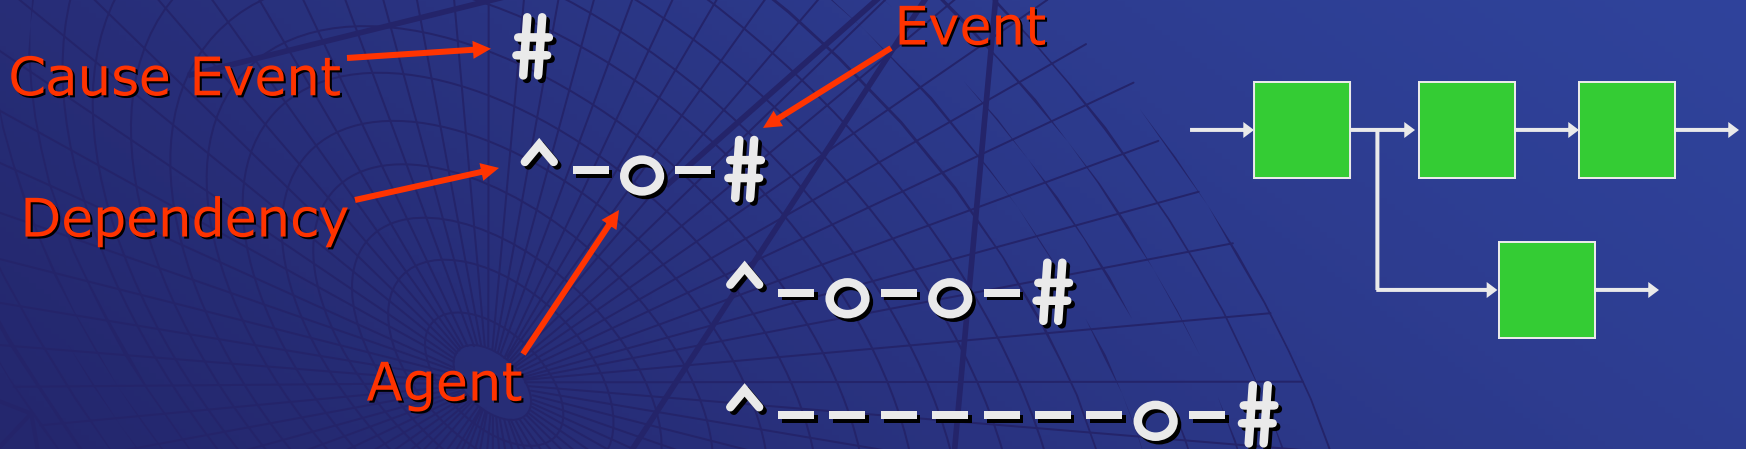 Event
#
Cause Event
^-o-#
Dependency
^-o-o-#
Agent
^-------o-#